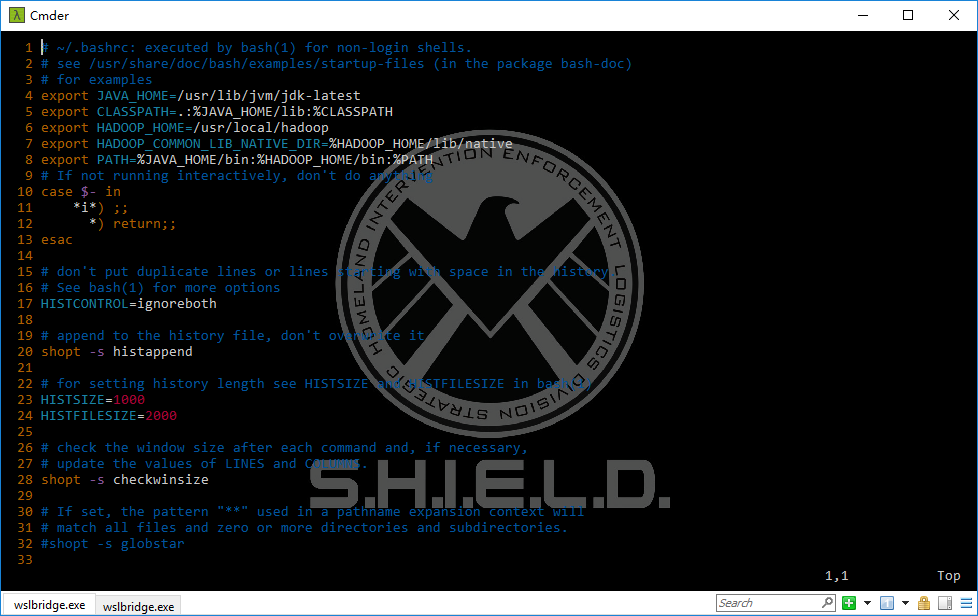 Cmder
1 # ~/.bashrc: executed by bash(1) for non-login shells.
2 # see /usr/share/doc/bash/examples/startup-files (in the package bash-doc)
3 # for examples
4 export JAVA_HOME=/usr/lib/jvm/jdk-latest
5 export CLASSPATH=.:%JAVA_HOME/lib:%CLASSPATH
6 export HADOOP_HOME=/usr/local/hadoop
7 export HADOOP_COMMON_LIB_NATIVE_DIR=%HADOOP_HOME/lib/native
8 export PATH=%JAVA_HOME/bin:%HADOOP_HOME/bin:%PATH
9 # If not running interactively, don't do anything
10 case $- in
11     *i*) ;;
12       *) return;;
13 esac
14
15 # don't put duplicate lines or lines starting with space in the history.
16 # See bash(1) for more options
17 HISTCONTROL=ignoreboth
18
19 # append to the history file, don't overwrite it
20 shopt -s histappend
21
22 # for setting history length see HISTSIZE and HISTFILESIZE in bash(1)
23 HISTSIZE=1000
24 HISTFILESIZE=2000
25
26 # check the window size after each command and, if necessary,
27 # update the values of LINES and COLUMNS.
28 shopt -s checkwinsize
29
30 # If set, the pattern "**" used in a pathname expansion context will
31 # match all files and zero or more directories and subdirectories.
32 #shopt -s globstar
33
STRATEGIC HOMELAND INTERVENTION ENFORCEMENT LOGISTICS DIVISION
S.H.I.E.L.D.
1,1 Top
wslbridge.exe wslbridge.exe Search